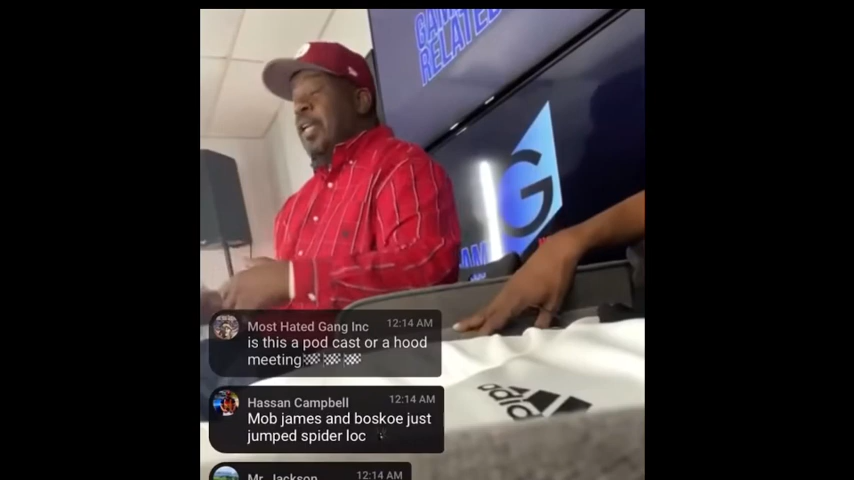 GAME
RELATED
G
Most Hated Gang Inc
12:14 AM
is this a pod cast or a hood
meeting🏁🏁🏁
Hassan Campbell
12:14 AM
Mob james and boskoe just
jumped spider loc
adidas
Mr. Jackson
12:14 AM